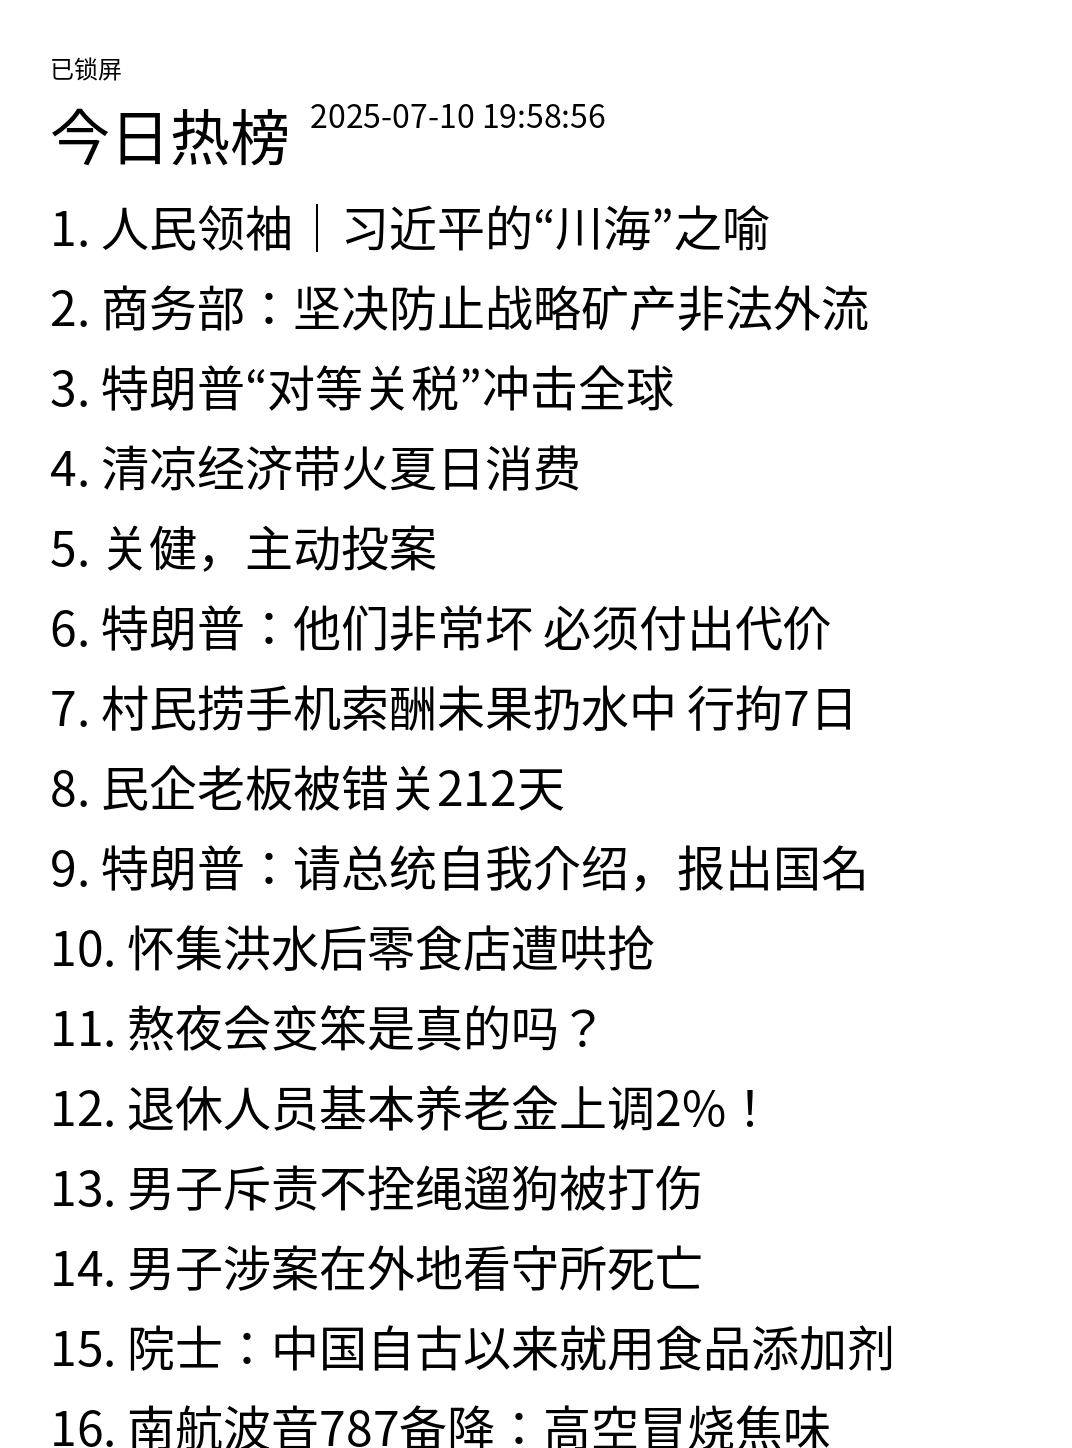 已锁屏
今日热榜 2025-07-10 19:58:56
1. 人民领袖｜习近平的“川海”之喻
2. 商务部：坚决防止战略矿产非法外流
3. 特朗普“对等关税”冲击全球
4. 清凉经济带火夏日消费
5. 关健，主动投案
6. 特朗普：他们非常坏 必须付出代价
7. 村民捞手机索酬未果扔水中 行拘7日
8. 民企老板被错关212天
9. 特朗普：请总统自我介绍，报出国名
10. 怀集洪水后零食店遭哄抢
11. 熬夜会变笨是真的吗？
12. 退休人员基本养老金上调2%！
13. 男子斥责不拴绳遛狗被打伤
14. 男子涉案在外地看守所死亡
15. 院士：中国自古以来就用食品添加剂
16. 南航波音787备降：高空冒烧焦味